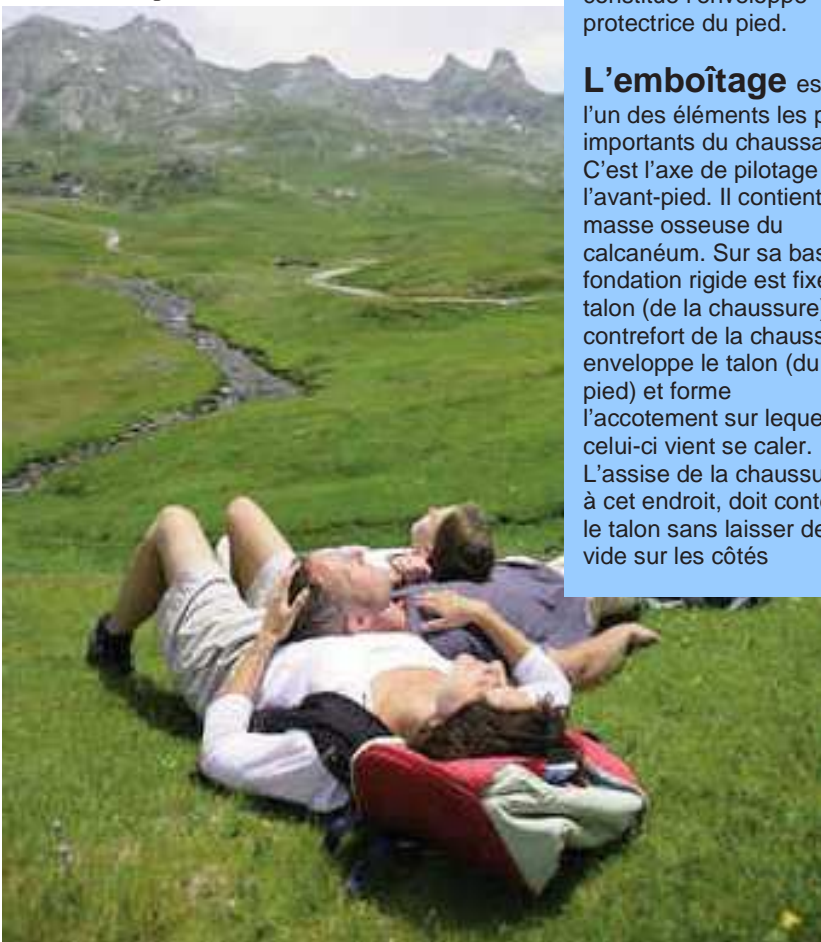 protectrice du pied.
L'emboîtage es
l'un des éléments les p
importants du chaussa
C'est l'axe de pilotage
l'avant-pied. Il contient
masse osseuse du
calcanéum. Sur sa bas
fondation rigide est fix
talon (de la chaussure)
contrefort de la chauss
enveloppe le talon (du
pied) et forme
l'accotement sur leque
celui-ci vient se caler.
L'assise de la chaussu
à cet endroit, doit cont
le talon sans laisser de
vide sur les côtés